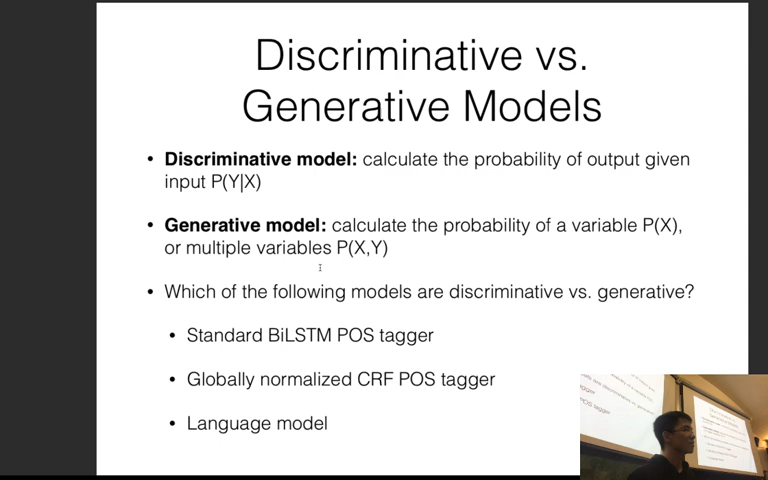 Discriminative vs.
Generative Models
• Discriminative model: calculate the probability of output given
input P(Y|X)
• Generative model: calculate the probability of a variable P(X),
or multiple variables P(X,Y)
• Which of the following models are discriminative vs. generative?
• Standard BiLSTM POS tagger
• Globally normalized CRF POS tagger
• Language model